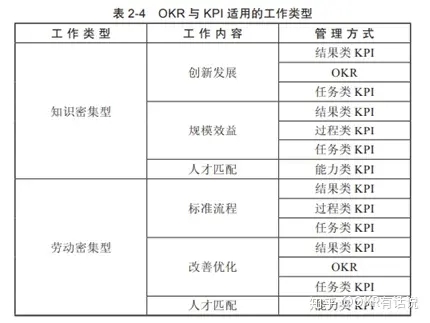 表 2-4 OKR 与 KPI 适用的工作类型
工作类型 工作内容 管理方式
知识密集型
创新发展
结果类 KPI
OKR
任务类 KPI
规模效益
结果类 KPI
过程类 KPI
任务类 KPI
人才匹配 能力类 KPI
劳动密集型
标准流程
结果类 KPI
过程类 KPI
任务类 KPI
改善优化
结果类 KPI
OKR
任务类 KPI
人才匹配 能力类 KPI
知乎 @OKR有话说